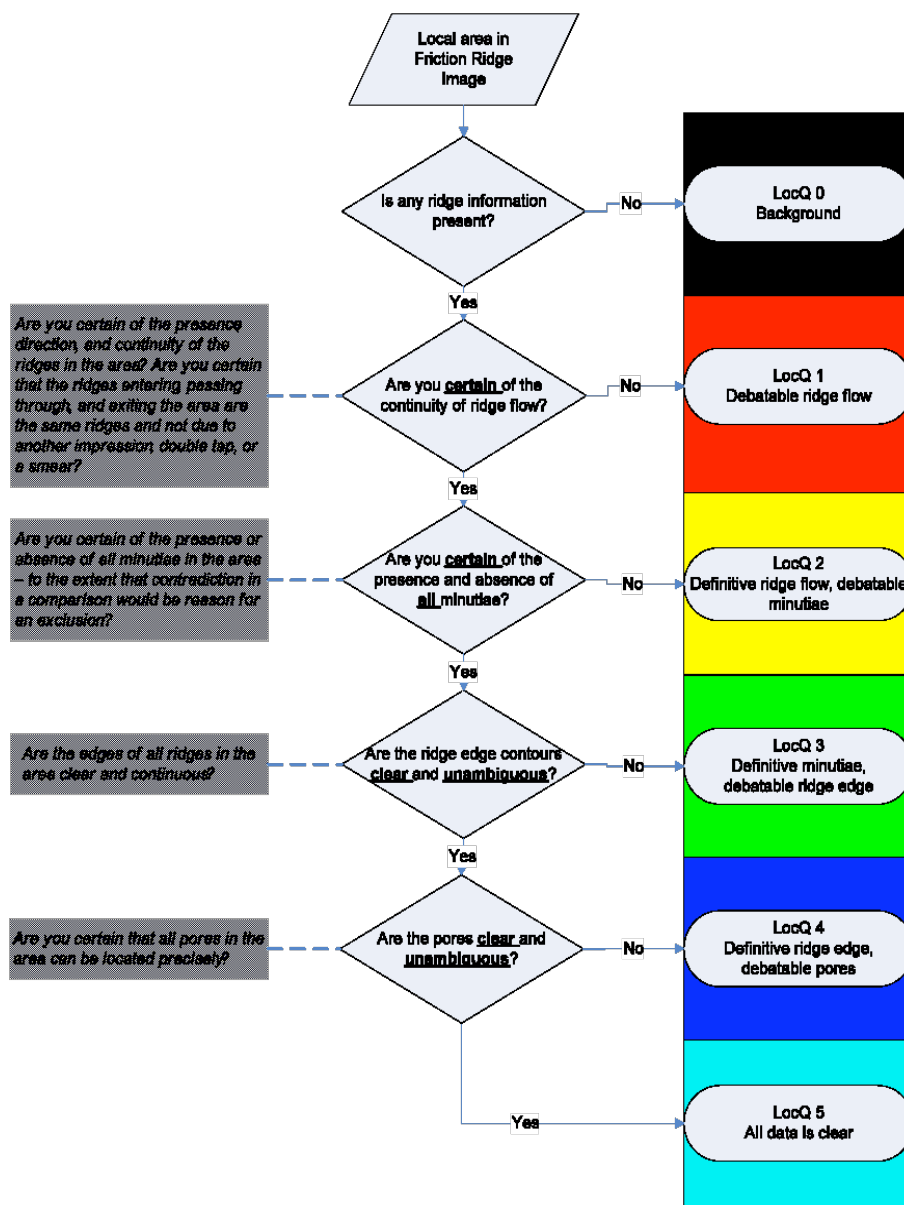 Local area in
Friction Ridge
Image
Is any ridge information
present?
No
LocQ 0
Background
Yes
Are you certain of the presence
direction, and continuity of the
ridges in the area? Are you certain
that the ridges entering, passing
through, and exiting the area are
the same ridges and not due to
another impression, double tap, or
a smear?
Are you certain of the
continuity of ridge flow?
No
LocQ 1
Debatable ridge flow
Yes
Are you certain of the presence or
absence of all minutiae in the area
– to the extent that contradiction in
a comparison would be reason for
an exclusion?
Are you certain of the
presence and absence of
all minutiae?
No
LocQ 2
Definitive ridge flow, debatable
minutiae
Yes
Are the edges of all ridges in the
area clear and continuous?
Are the ridge edge contours
clear and unambiguous?
No
LocQ 3
Definitive minutiae,
debatable ridge edge
Yes
Are you certain that all pores in the
area can be located precisely?
Are the pores clear and
unambiguous?
No
LocQ 4
Definitive ridge edge,
debatable pores
Yes
LocQ 5
All data is clear